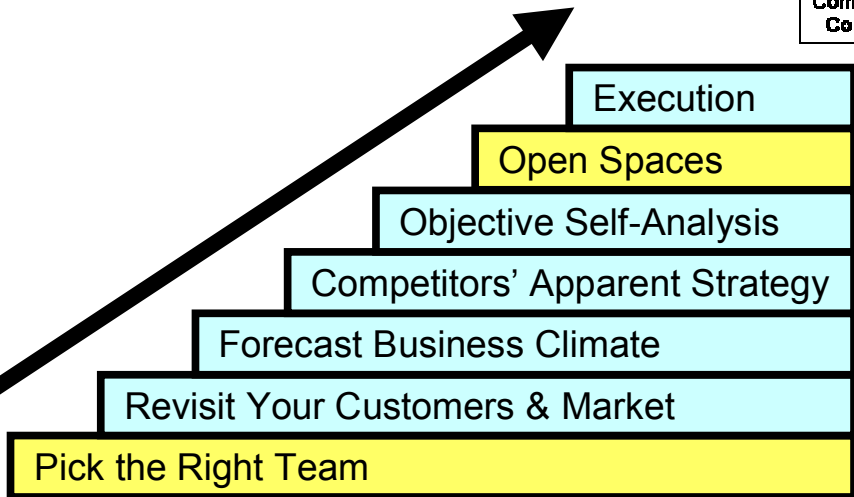 Co
Execution
Open Spaces
Objective Self-Analysis
Competitors’ Apparent Strategy
Forecast Business Climate
Revisit Your Customers & Market
Pick the Right Team